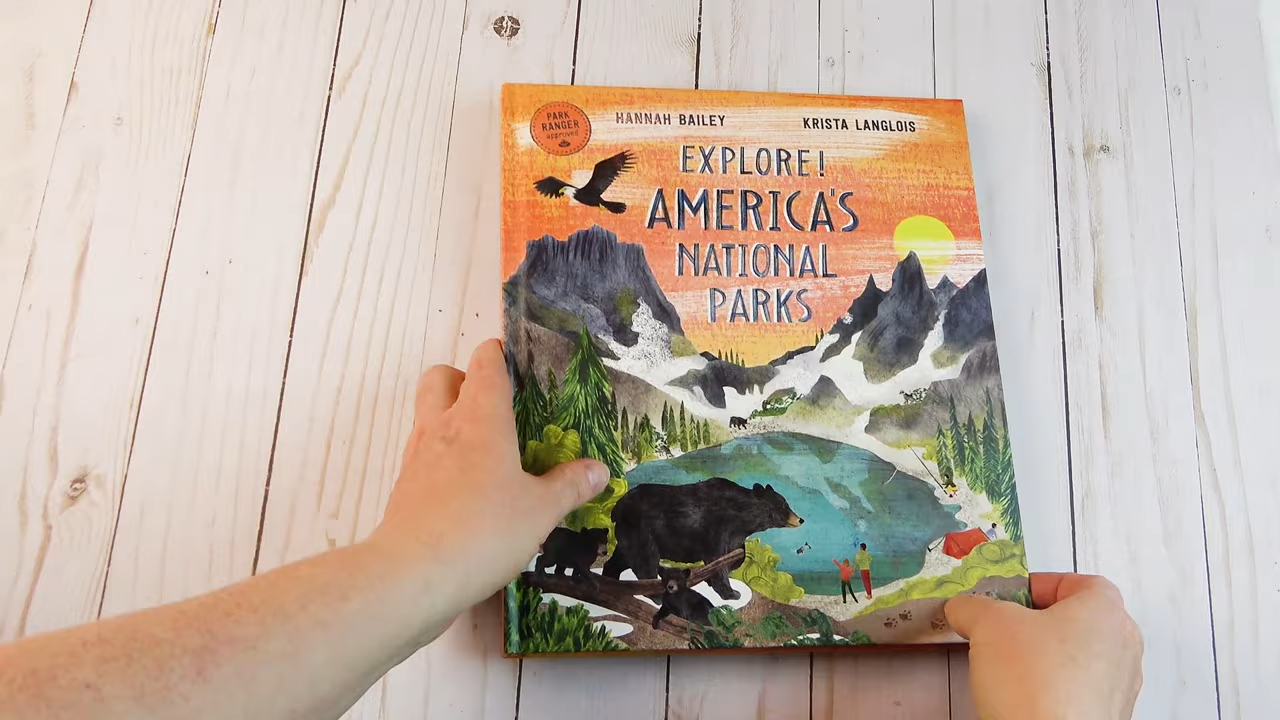 PARK
RANGER
approved
HANNAH BAILEY
KRISTA LANGLOIS
EXPLORE!
AMERICA'S
NATIONAL
PARKS